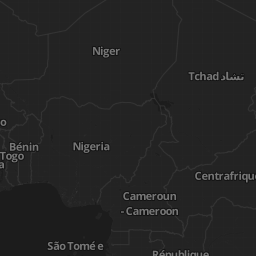 Niger
Tchad تشاد
o
Bénin
Nigeria
Togo
a
Centrafrique
Cameroun
- Cameroon
São Tomé e
République